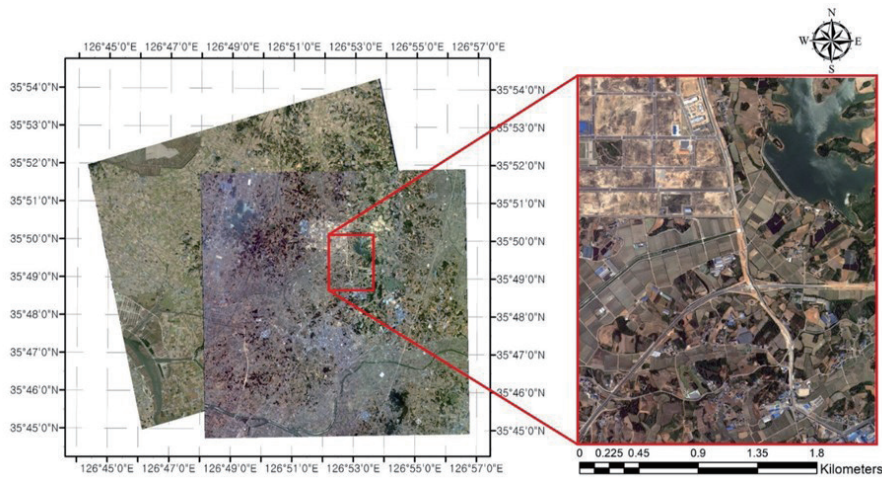 N
W E
S
126°45'0"E 126°47'0"E 126°49'0"E 126°51'0"E 126°53'0"E 126°55'0"E 126°57'0"E
35°54'0"N 35°54'0"N
35°53'0"N 35°53'0"N
35°52'0"N 35°52'0"N
35°51'0"N 35°51'0"N
35°50'0"N 35°50'0"N
35°49'0"N 35°49'0"N
35°48'0"N 35°48'0"N
35°47'0"N 35°47'0"N
35°46'0"N 35°46'0"N
35°45'0"N 35°45'0"N
126°45'0"E 126°47'0"E 126°49'0"E 126°51'0"E 126°53'0"E 126°55'0"E 126°57'0"E
0 0.225 0.45 0.9 1.35 1.8
Kilometers